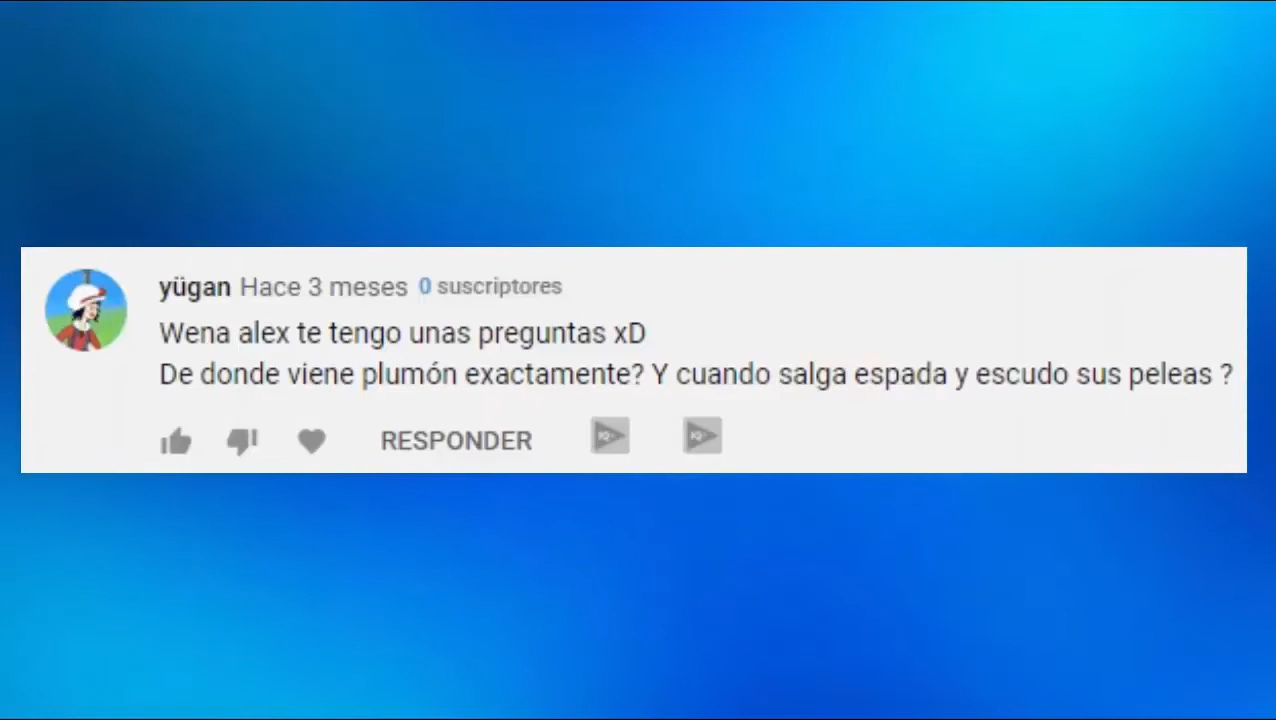 yügan Hace 3 meses 0 suscriptores
Wena alex te tengo unas preguntas xD
De donde viene plumón exactamente? Y cuando salga espada y escudo sus peleas ?
RESPONDER